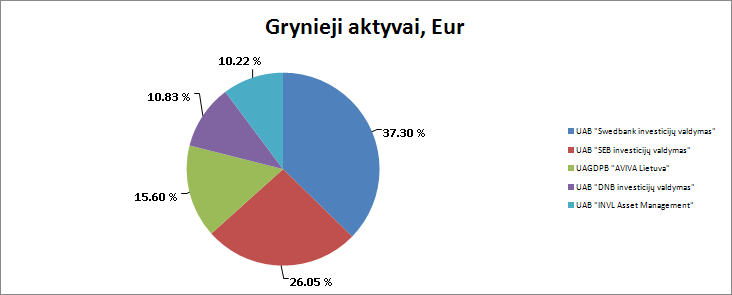 Grynieji aktyvai, Eur
10.22 %
10.83 %
37.30 %
15.60 %
26.05 %
UAB "Swedbank investicijų valdymas"
UAB "SEB investicijų valdymas"
UAGDPB "AVIVA Lietuva"
UAB "DNB investicijų valdymas"
UAB "INVL Asset Management"